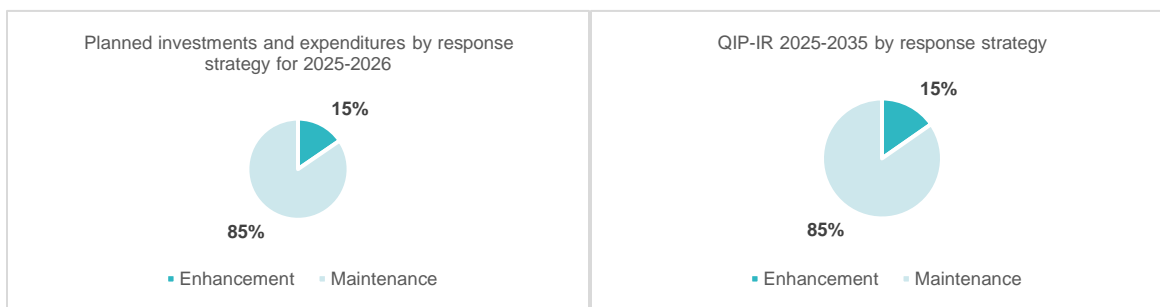 Planned investments and expenditures by response
strategy for 2025-2026
15%
85%
Enhancement Maintenance
QIP-IR 2025-2035 by response strategy
15%
85%
Enhancement Maintenance